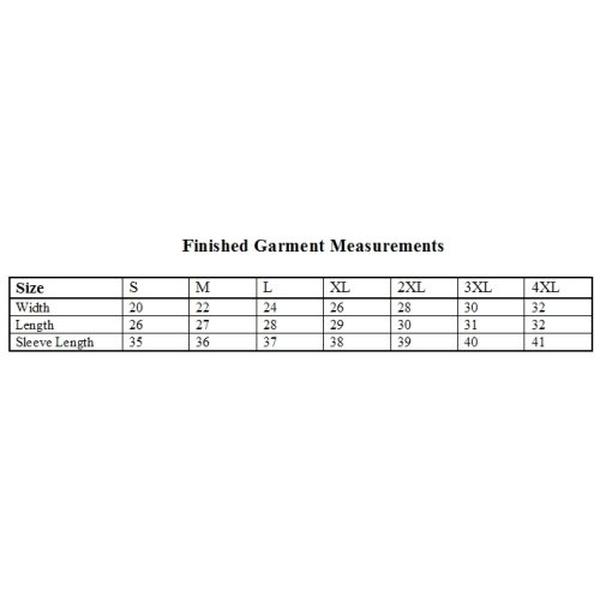 Finished Garment Measurements
Size S M L XL 2XL 3XL 4XL
Width 20 22 24 26 28 30 32
Length 26 27 28 29 30 31 32
Sleeve Length 35 36 37 38 39 40 41